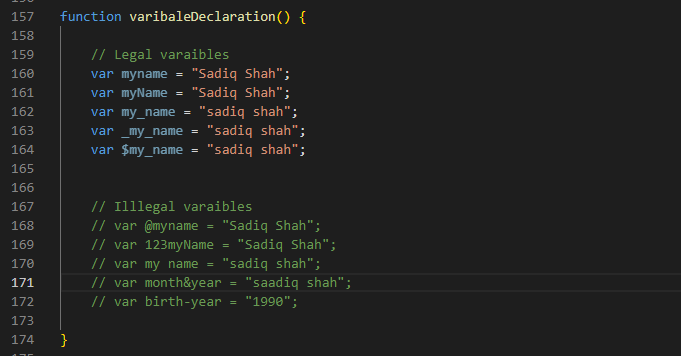 157 function varibaleDeclaration() {
158
159 // Legal varaibles
160 var myname = "Sadiq Shah";
161 var myName = "Sadiq Shah";
162 var my_name = "sadiq shah";
163 var _my_name = "sadiq shah";
164 var $my_name = "sadiq shah";
165
166
167 // Illlegal varaibles
168 // var @myname = "Sadiq Shah";
169 // var 123myName = "Sadiq Shah";
170 // var my name = "sadiq shah";
171 // var month&year = "saadiq shah";
172 // var birth-year = "1990";
173
174 }